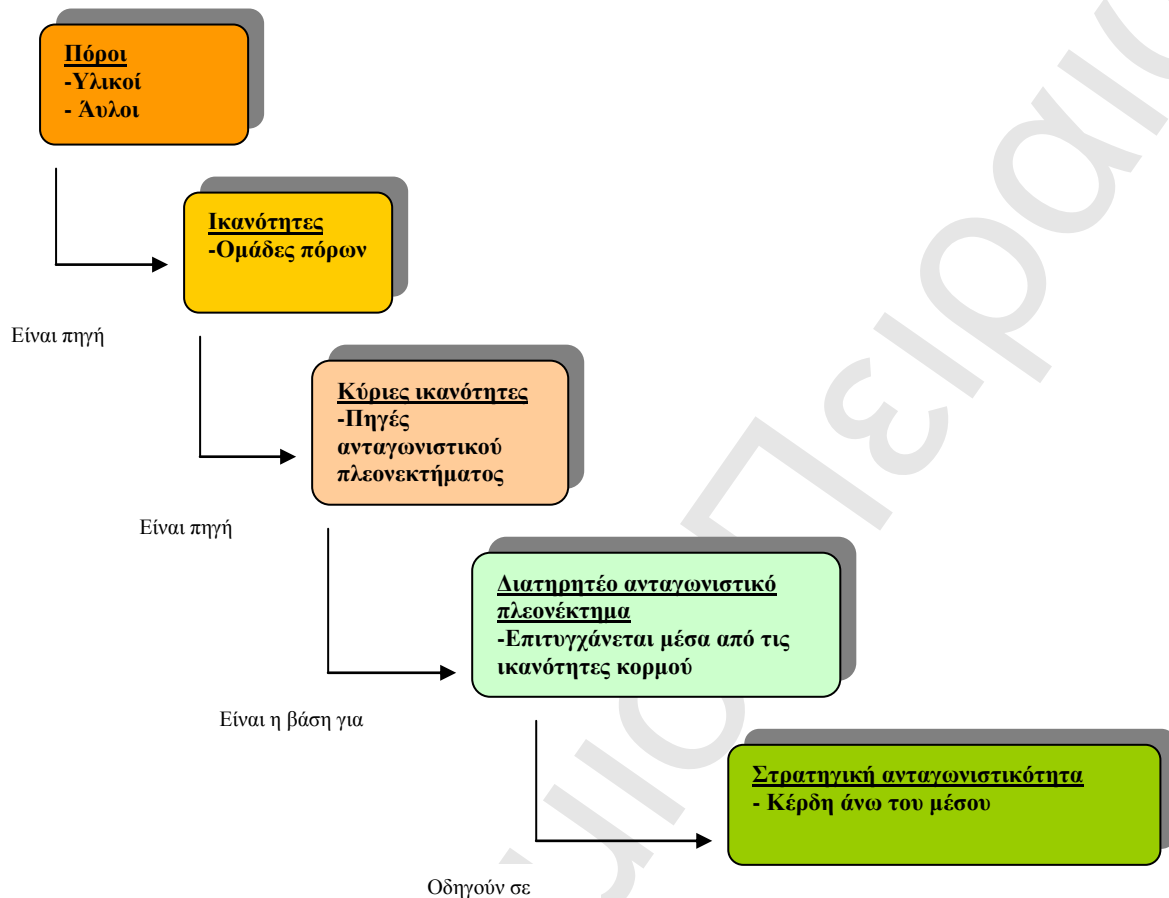 Πόροι
-Υλικοί
- Άυλοι
Ικανότητες
-Ομάδες πόρων
Είναι πηγή
Κύριες ικανότητες
-Πηγές
ανταγωνιστικού
πλεονεκτήματος
Είναι πηγή
Διατηρητέο ανταγωνιστικό
πλεονέκτημα
-Επιτυγχάνεται μέσα από τις
ικανότητες κορμού
Είναι η βάση για
Στρατηγική ανταγωνιστικότητα
- Κέρδη άνω του μέσου
Οδηγούν σε